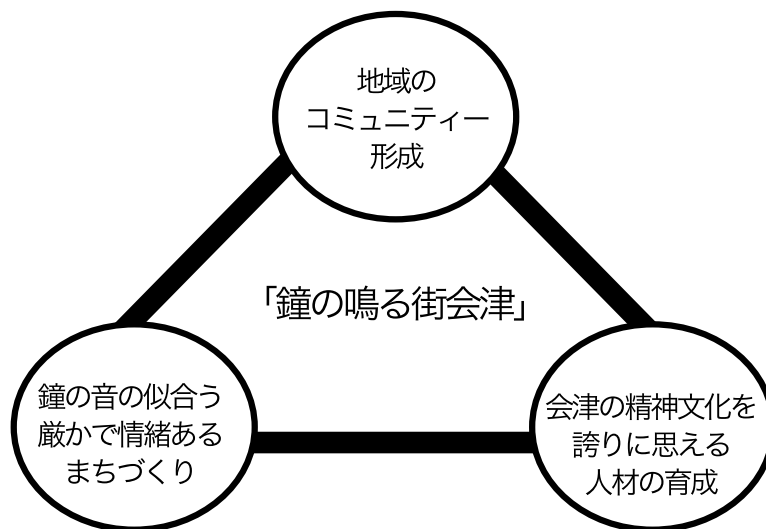 地域の
コミュニティー
形成
「鐘の鳴る街会津」
鐘の音の似合う
厳かで情緒ある
まちづくり
会津の精神文化を
誇りに思える
人材の育成